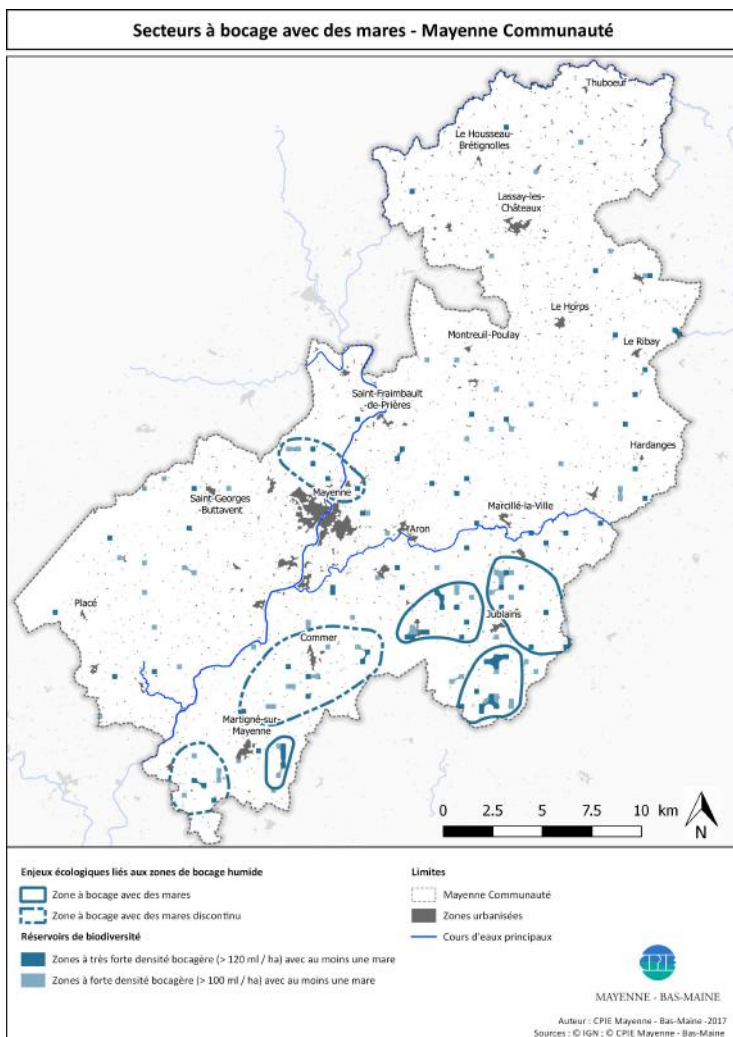 Secteurs à bocage avec des mares - Mayenne Communauté
Thuboeuf
Le Housseau-
Brétignolles
Lassay-les-
Châteaux
Le Horps
Montreuil-Poulay
Le Ribay
Saint-Fraimbault
-de-Prières
Hardanges
Saint-Georges
-Buttavent
Mayenne
Marcillé-la-Ville
Aron
Placé
Jublains
Commer
Martigné-sur-
Mayenne
0 2.5 5 7.5 10 km
N
Enjeux écologiques liés aux zones de bocage humide
Zone à bocage avec des mares
Zone à bocage avec des mares discontinu
Réservoirs de biodiversité
Zones à très forte densité bocagère (> 120 ml / ha) avec au moins une mare
Zones à forte densité bocagère (> 100 ml / ha) avec au moins une mare
Limites
Mayenne Communauté
Zones urbanisées
Cours d'eaux principaux
CPIE
MAYENNE - BAS-MAINE
Auteur : CPIE Mayenne - Bas-Maine -2017
Sources : © IGN ; © CPIE Mayenne - Bas-Maine